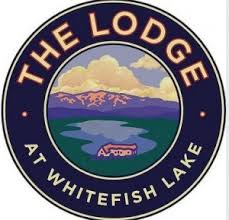 THE LODGE
AT WHITEFISH LAKE